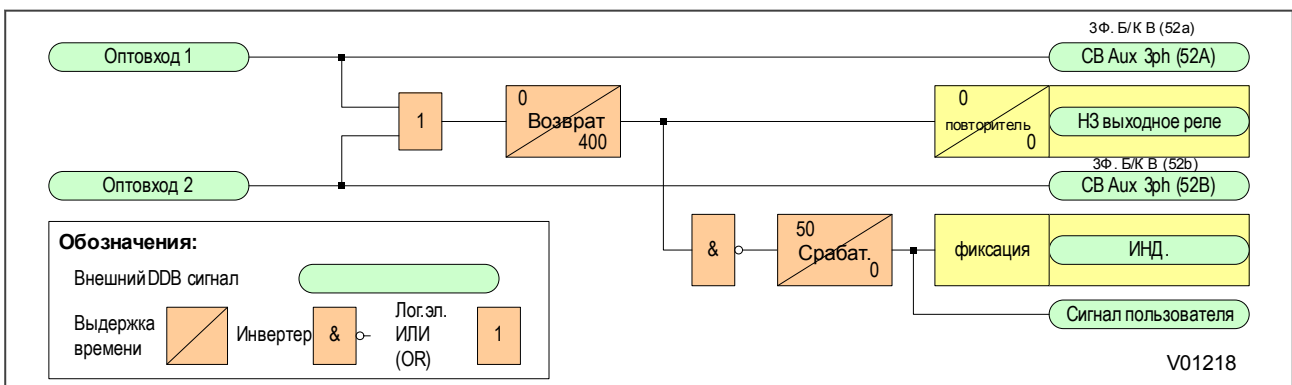 3Ф. Б/К В (52a)
Оптовход 1
CB Aux 3ph (52A)
1
0
Возврат
400
0
повторитель
0
НЗ выходное реле
3Ф. Б/К В (52b)
Оптовход 2
CB Aux 3ph (52B)
&
50
Срабат.
0
фиксация
ИНД.
Сигнал пользователя
Обозначения:
Внешний DDB сигнал
Выдержка
времени
Инвертер
&
Лог. эл.
ИЛИ
(OR)
1
V01218